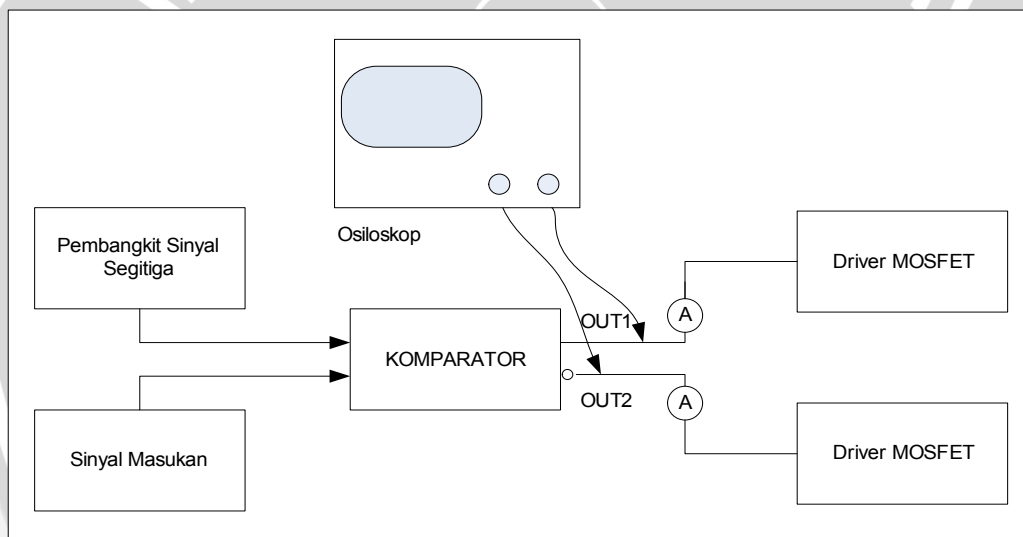 Osiloskop
Pembangkit Sinyal
Segitiga
Driver MOSFET
OUT1
A
KOMPARATOR
OUT2
A
Sinyal Masukan
Driver MOSFET